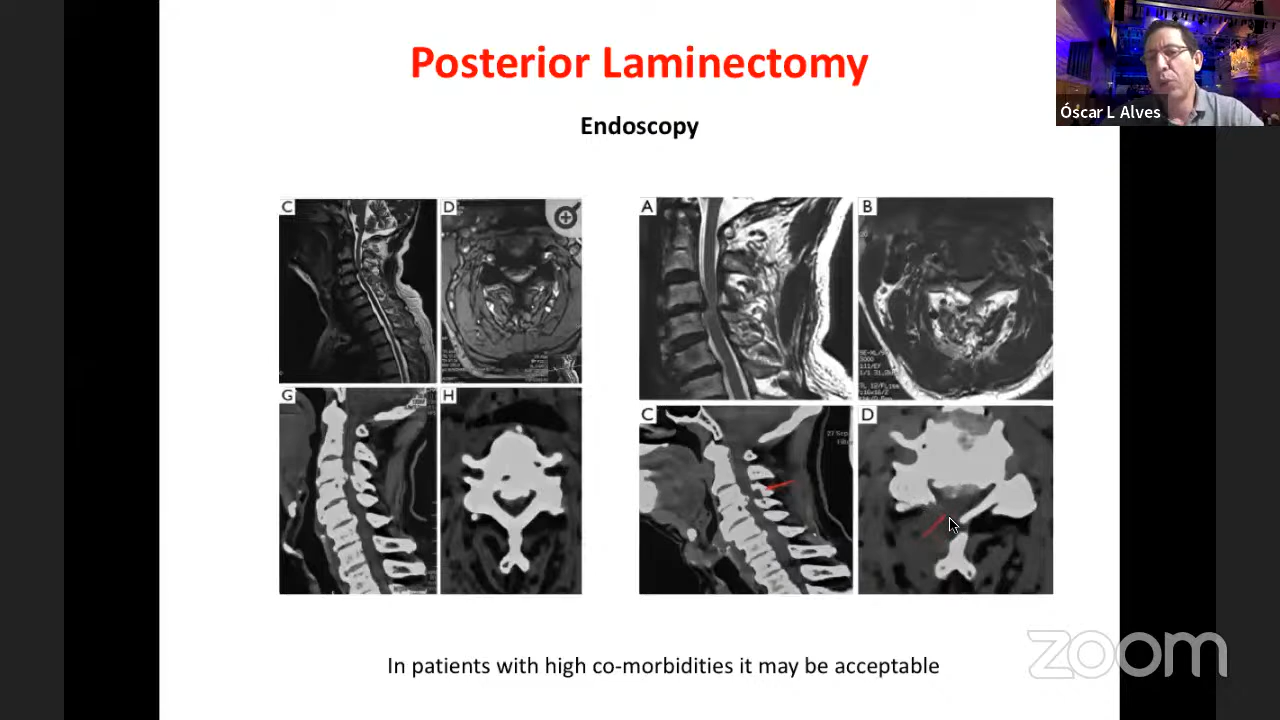 Posterior Laminectomy
Óscar L Alves
Endoscopy
C
D
A
B
G
H
C
D
In patients with high co-morbidities it may be acceptable
zoom